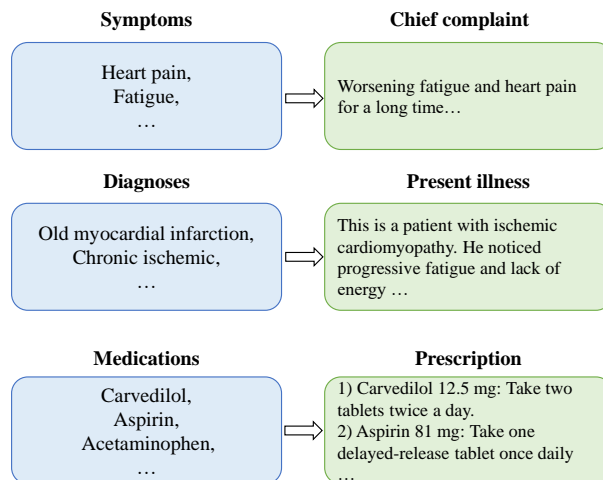 Symptoms
Chief complaint
Heart pain,
Fatigue,
…
Worsening fatigue and heart pain
for a long time…
Diagnoses
Present illness
Old myocardial infarction,
Chronic ischemic,
…
This is a patient with ischemic
cardiomyopathy. He noticed
progressive fatigue and lack of
energy …
Medications
Prescription
Carvedilol,
Aspirin,
Acetaminophen,
…
1) Carvedilol 12.5 mg: Take two
tablets twice a day.
2) Aspirin 81 mg: Take one
delayed-release tablet once daily
…